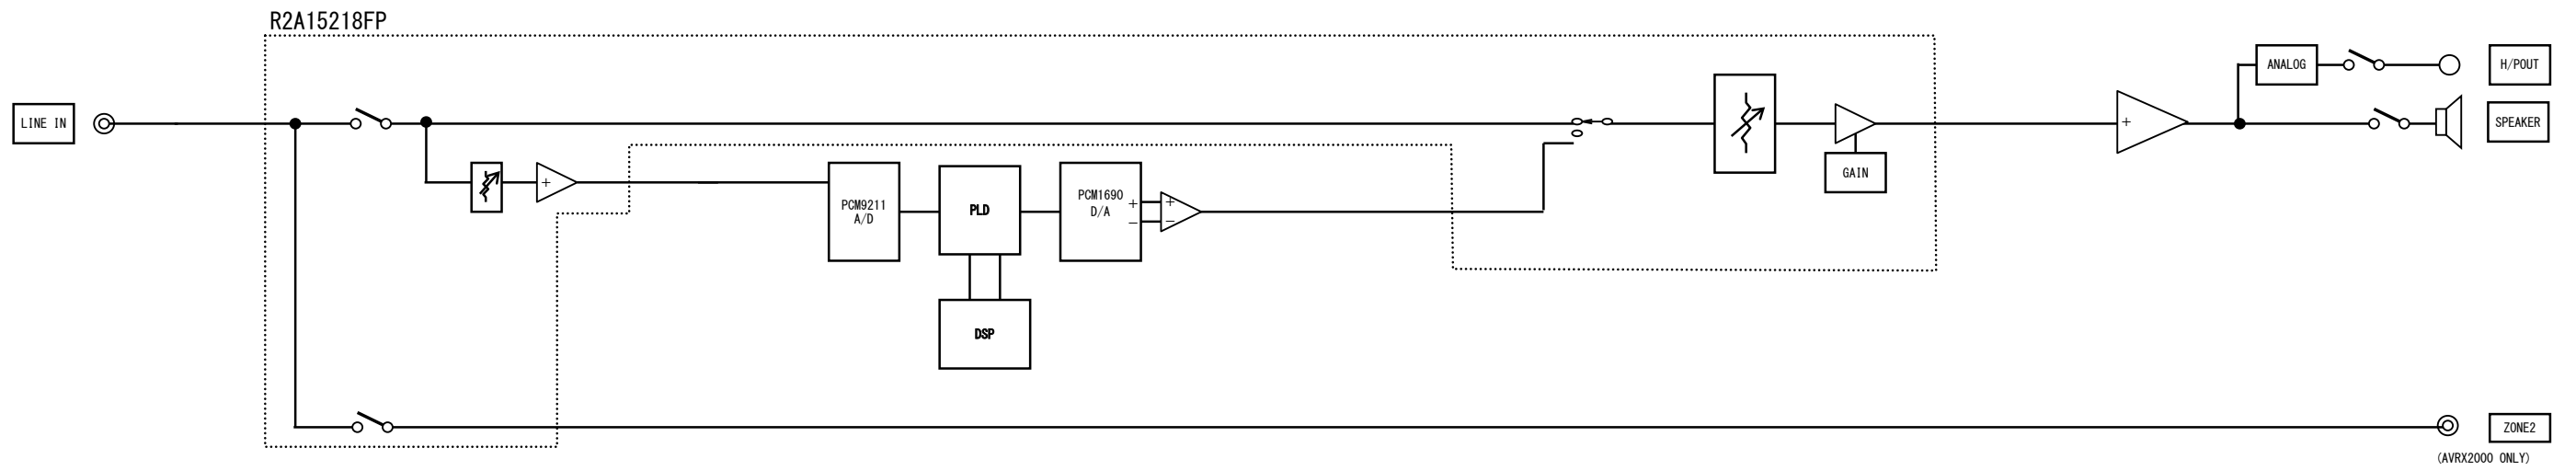 R2A15218FP
LINE IN
ANALOG
H/POUT
SPEAKER
GAIN
PCM9211
A/D
PLD
PCM1690
D/A
+
−
+
−
+
+
DSP
ZONE2
(AVRX2000 ONLY)